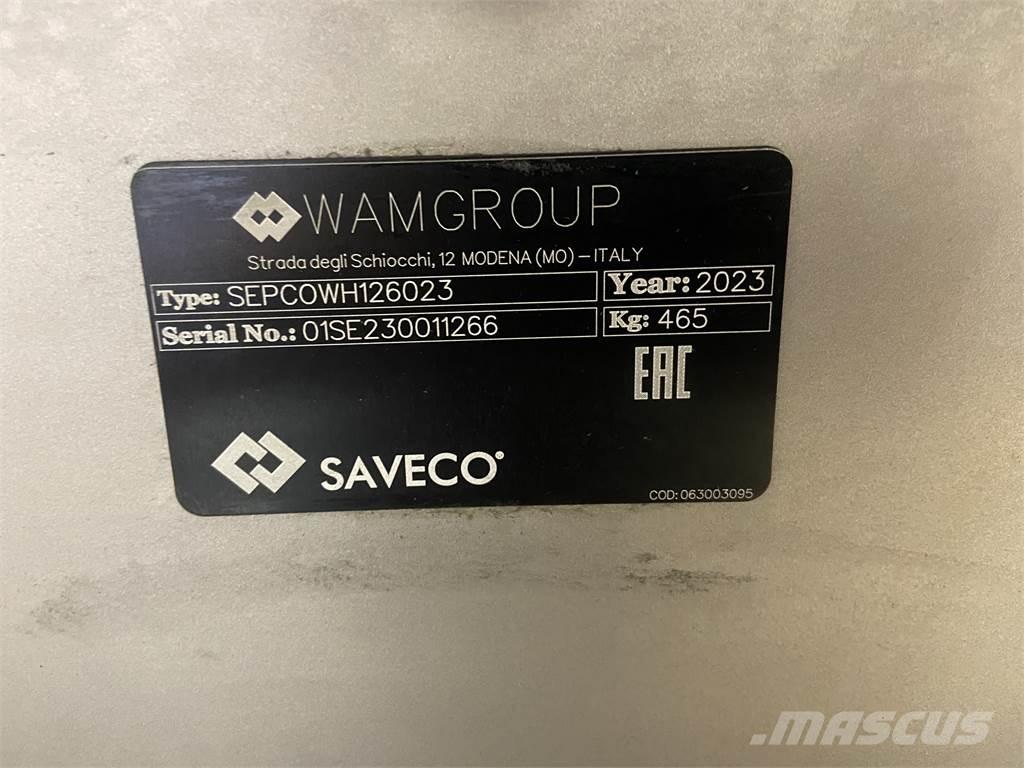 WAMGROUP
Strada degli Schiocchi, 12 MODENA (MO) – ITALY
Type: SEPCOWH126023 Year: 2023
Serial No.: 01SE230011266 Kg: 465
EAC
SAVECO®
COD: 063003095
MASCUS